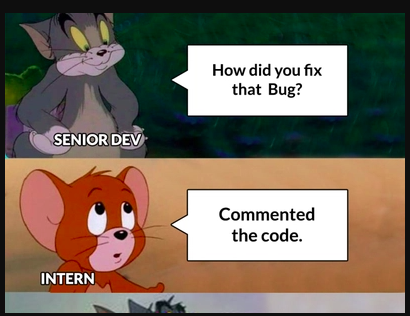 How did you fix
that Bug?
SENIOR DEV
Commented
the code.
INTERN